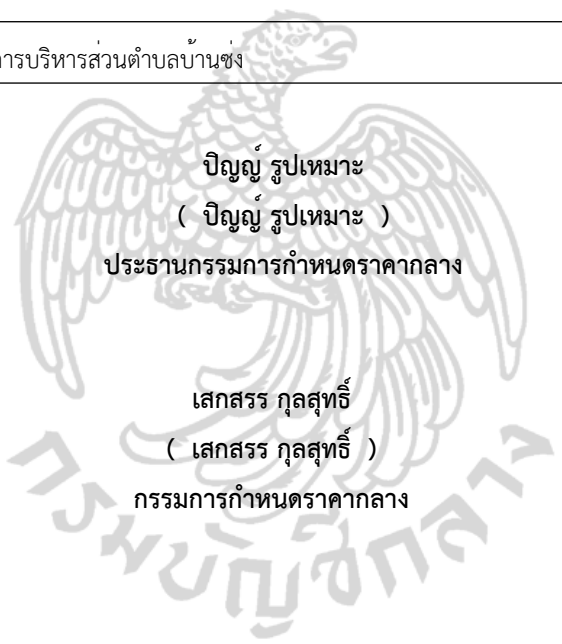 การบริหารส่วนตำบลบ้านซ่ง
ปิญญ์ รูปเหมาะ
( ปิญญ์ รูปเหมาะ )
ประธานกรรมการกำหนดราคากลาง
เสกสรร กุลสุทธิ์
( เสกสรร กุลสุทธิ์ )
กรรมการกำหนดราคากลาง
กรมบัญชีกลาง